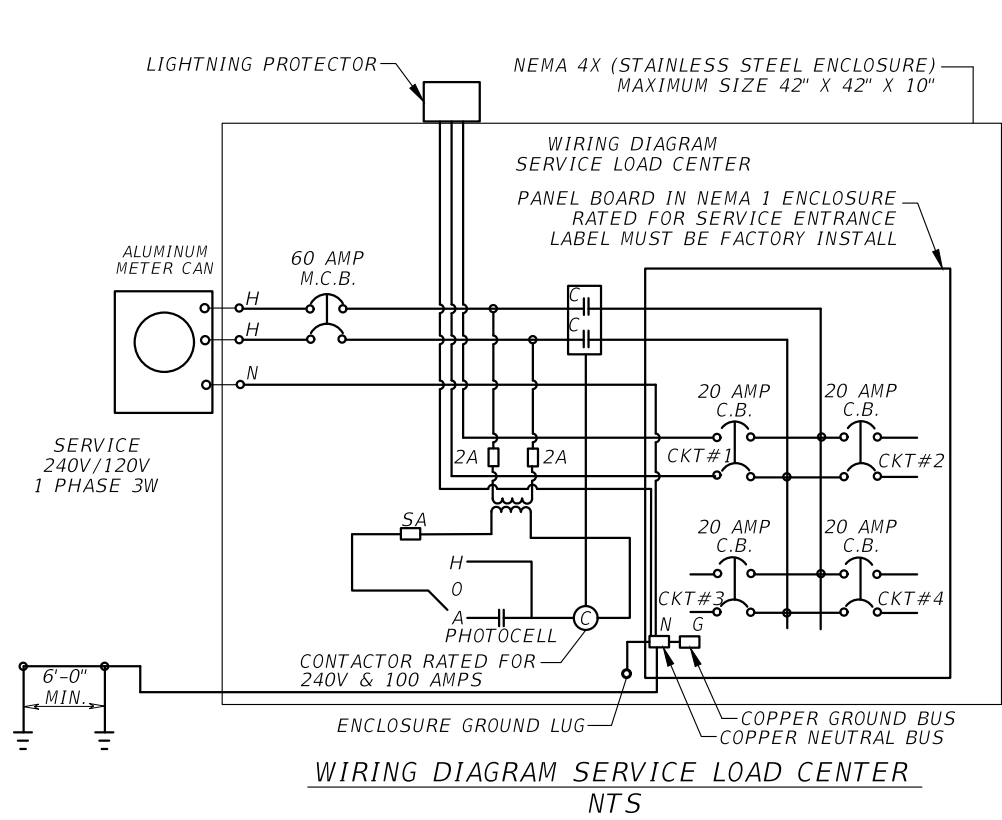 LIGHTNING PROTECTOR
NEMA 4X (STAINLESS STEEL ENCLOSURE)
MAXIMUM SIZE 42" X 42" X 10"
WIRING DIAGRAM
SERVICE LOAD CENTER
PANEL BOARD IN NEMA 1 ENCLOSURE
RATED FOR SERVICE ENTRANCE
LABEL MUST BE FACTORY INSTALL
ALUMINUM
METER CAN
60 AMP
M.C.B.
H
H
N
C
C
SERVICE
240V/120V
1 PHASE 3W
20 AMP
C.B.
20 AMP
C.B.
CKT#1
CKT#2
2A
2A
SA
H
O
A
PHOTOCELL
C
20 AMP
C.B.
20 AMP
C.B.
CKT#3
CKT#4
N
G
CONTACTOR RATED FOR
240V & 100 AMPS
6'-0"
MIN.
ENCLOSURE GROUND LUG
COPPER GROUND BUS
COPPER NEUTRAL BUS
WIRING DIAGRAM SERVICE LOAD CENTER
NTS